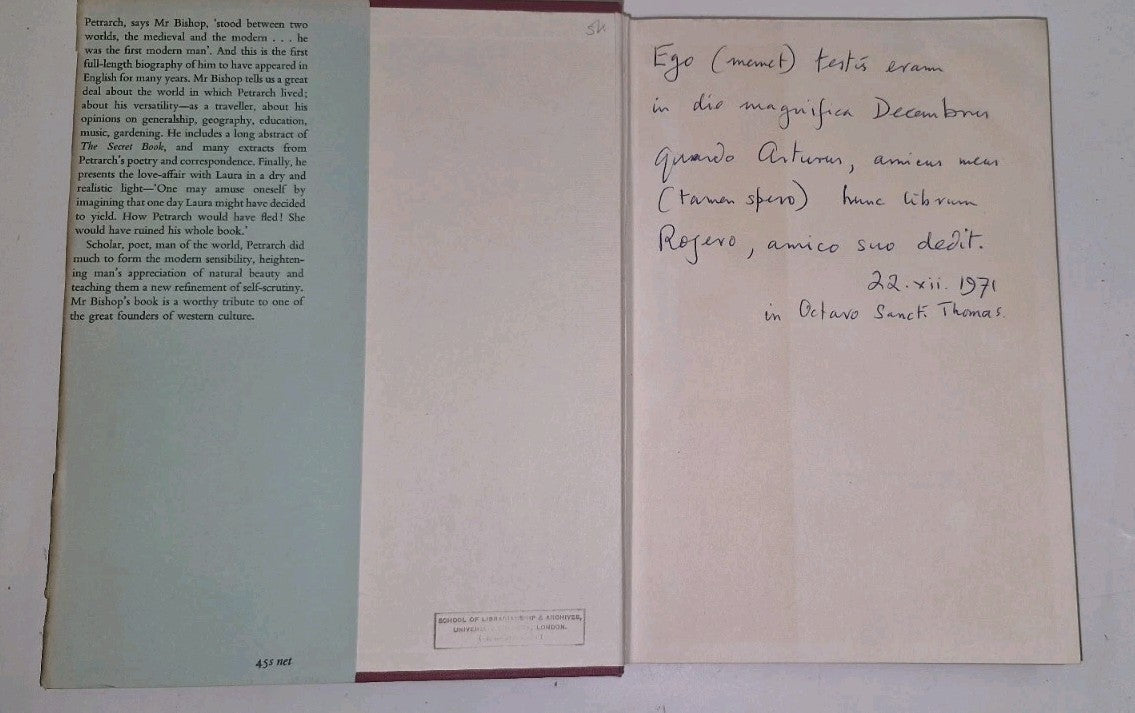 Petrarch, says Mr Bishop, 'stood between two
worlds, the medieval and the modern . . . he
was the first modern man'. And this is the first
full-length biography of him to have appeared in
English for many years. Mr Bishop tells us a great
deal about the world in which Petrarch lived;
about his versatility—as a traveller, about his
opinions on generalship, geography, education,
music, gardening. He includes a long abstract of
The Secret Book, and many extracts from
Petrarch's poetry and correspondence. Finally, he
presents the love-affair with Laura in a dry and
realistic light—'One may amuse oneself by
imagining that one day Laura might have decided
to yield. How Petrarch would have fled! She
would have ruined his whole book.'
Scholar, poet, man of the world, Petrarch did
much to form the modern sensibility, heighten-
ing man's appreciation of natural beauty and
teaching them a new refinement of self-scrutiny.
Mr Bishop's book is a worthy tribute to one of
the great founders of western culture.
45s net
SCHOOL OF LIBRARIANSHIP & ARCHIVES,
LONDON.
Ego (memet) testis eram
in die magnifica Decembris
quando Arturus, amicus meus
(tamen spero) hunc librum
Rogero, amico suo dedit.
22.xii.1971
in Octavo Sanct. Thomas.